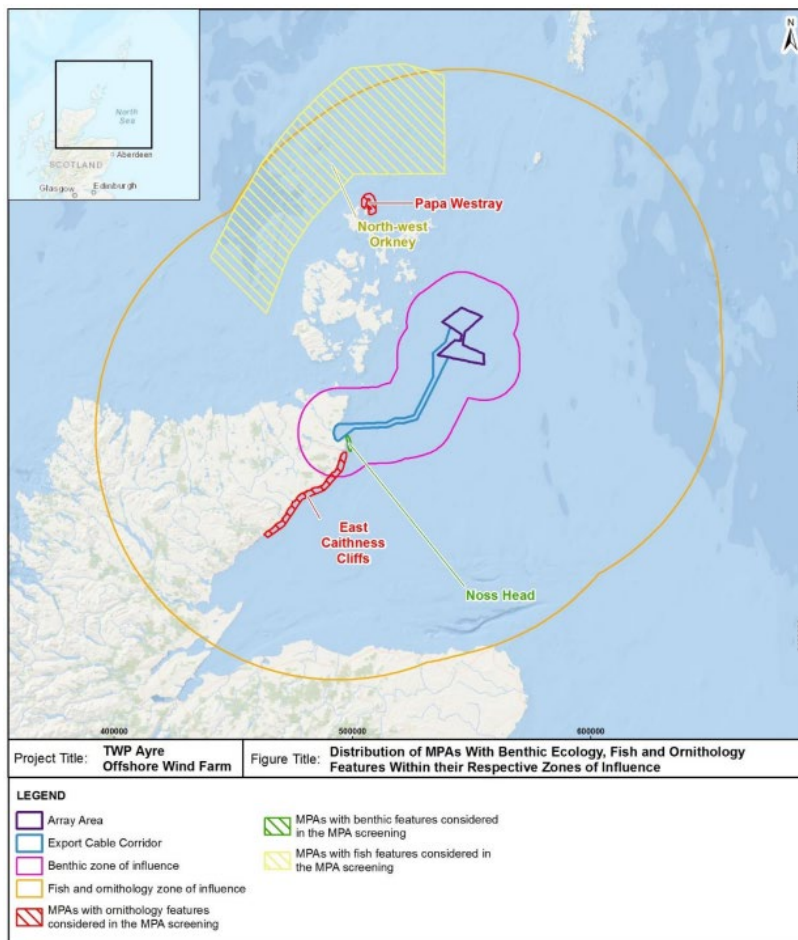 N
North
Sea
SCOTLAND
Aberdeen
Glasgow
Edinburgh
Papa Westray
North-west
Orkney
East
Caithness
Cliffs
Noss Head
400000
500000
600000
Project Title:
TWP Ayre
Offshore Wind Farm
Figure Title:
Distribution of MPAs With Benthic Ecology, Fish and Ornithology
Features Within their Respective Zones of Influence
LEGEND
Array Area
Export Cable Corridor
Benthic zone of influence
Fish and ornithology zone of influence
MPAs with ornithology features
considered in the MPA screening
MPAs with benthic features considered
in the MPA screening
MPAs with fish features considered in
the MPA screening